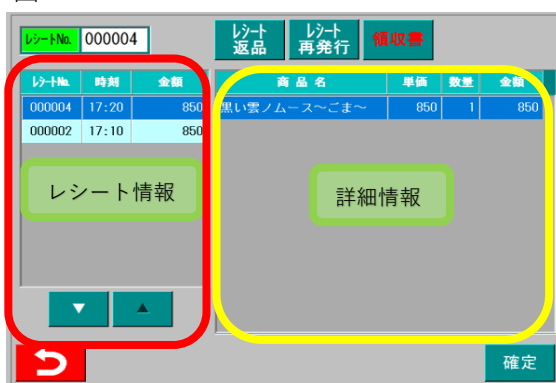 レシートNo. 000004
レシート返品
レシート再発行
領収書
レシートNo. 時刻 金額
000004 17:20 850
000002 17:10 850
商品名 単価 数量 金額
黒い雲ノムース〜ごま〜 850 1 850
レシート情報
詳細情報
▼ ▲
確定